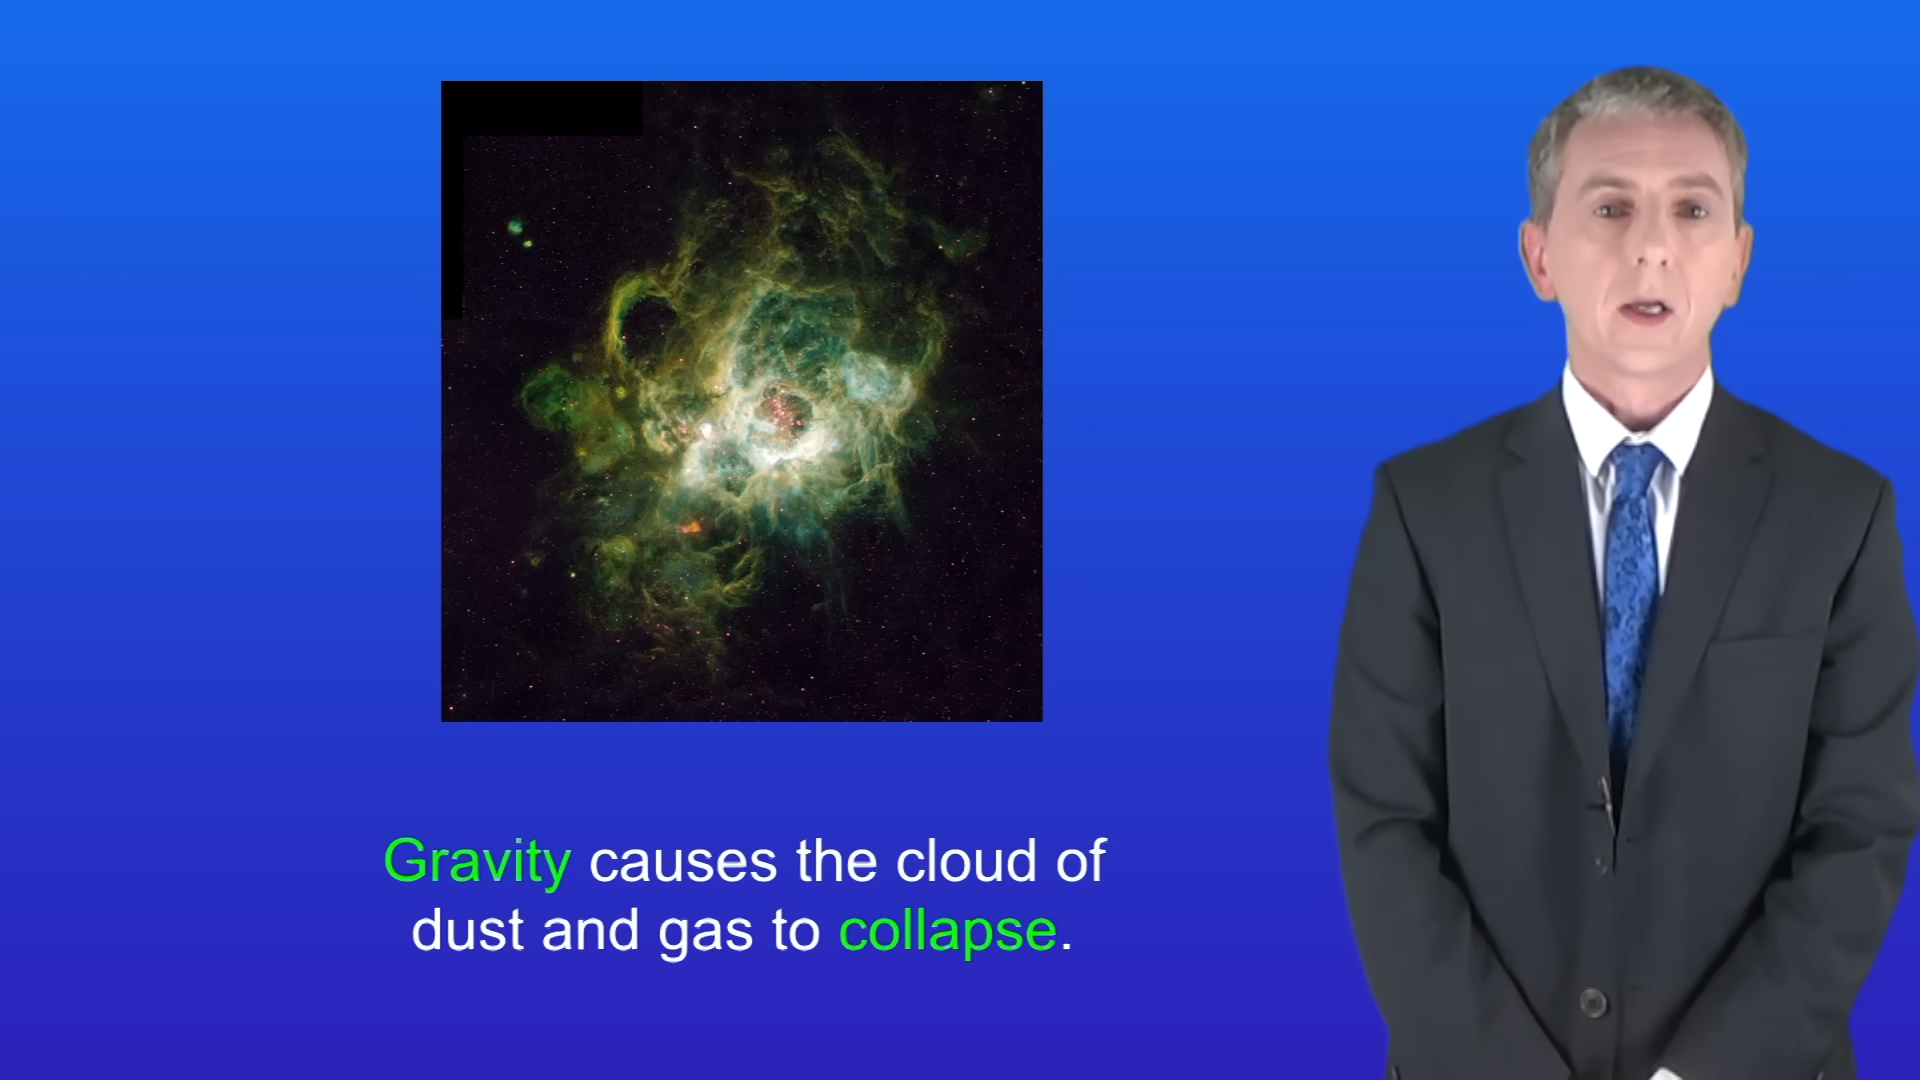 Gravity causes the cloud of
dust and gas to collapse.